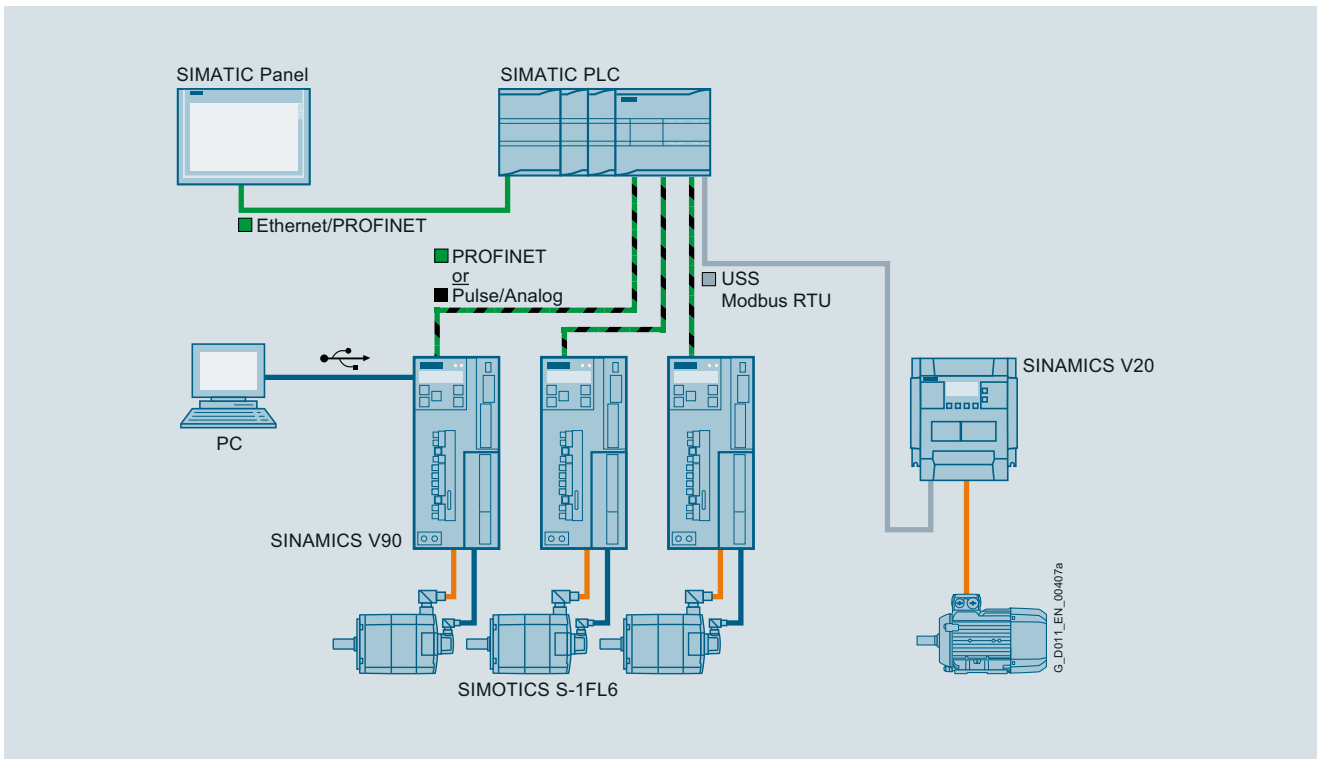 SIMATIC Panel
SIMATIC PLC
Ethernet/PROFINET
PROFINET
or
Pulse/Analog
USS
Modbus RTU
PC
SINAMICS V90
SINAMICS V20
SIMOTICS S-1FL6
G_D011_EN_00407a